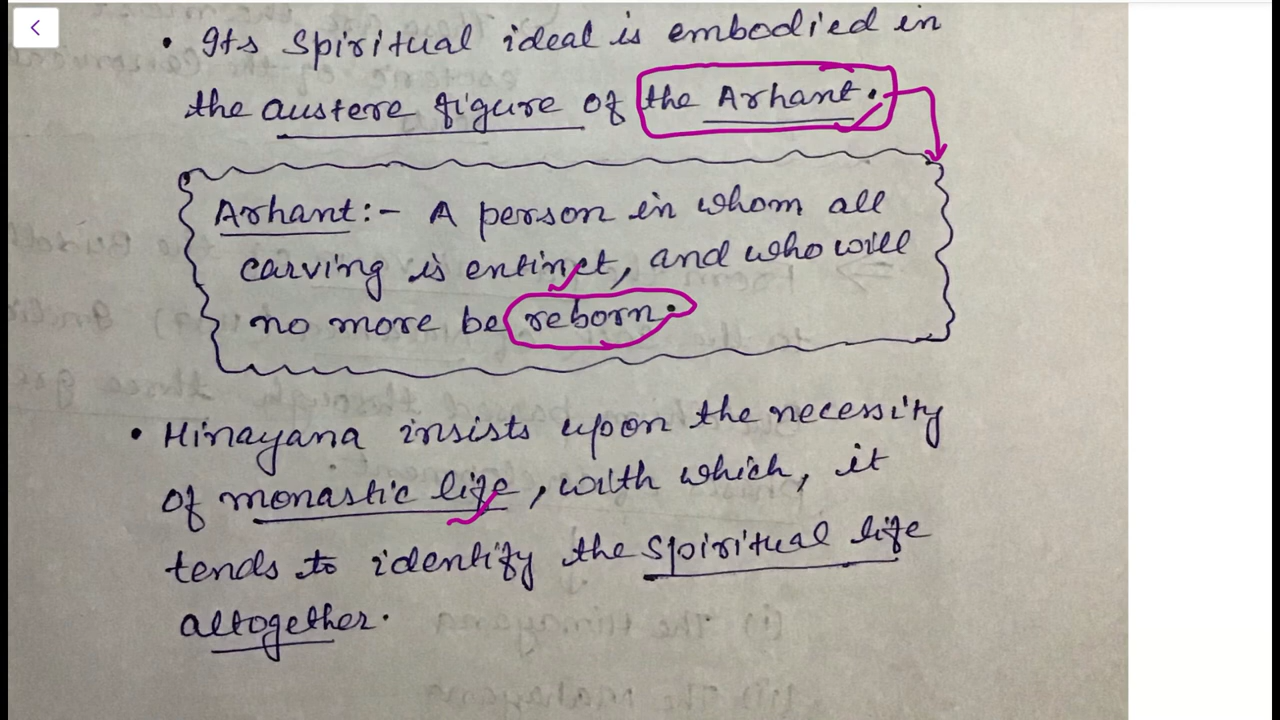 • Its Spiritual ideal is embodied in
the austere figure of the Arhant.
Arhant:- A person in whom all
carving is entinct, and who will
no more be reborn.
• Hinayana insists upon the necessity
of monastic life, with which, it
tends to identify the spiritual life
altogether.